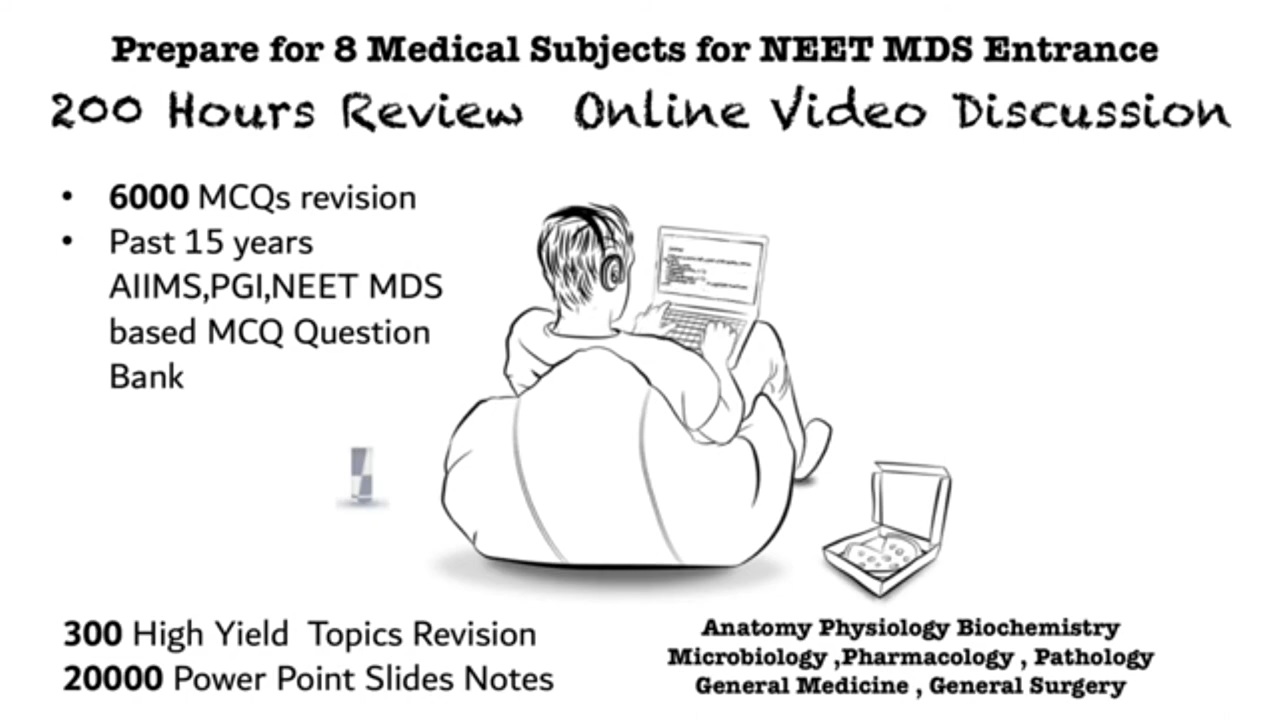 Prepare for 8 Medical Subjects for NEET MDS Entrance
200 Hours Review Online Video Discussion
• 6000 MCQs revision
• Past 15 years
AIIMS,PGI,NEET MDS
based MCQ Question
Bank
300 High Yield Topics Revision
20000 Power Point Slides Notes
Anatomy Physiology Biochemistry
Microbiology ,Pharmacology , Pathology
General Medicine , General Surgery